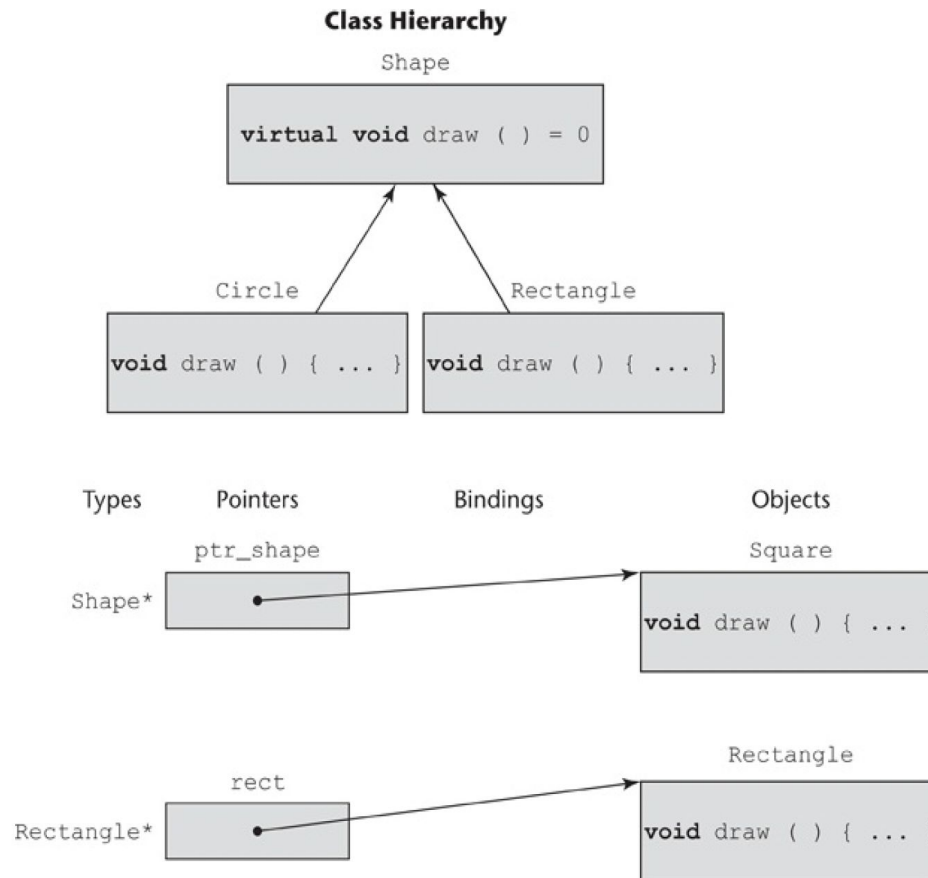 Class Hierarchy
Shape
virtual void draw ( ) = 0
Circle
Rectangle
void draw ( ) { ... }
void draw ( ) { ... }
Types Pointers Bindings Objects
ptr_shape
Square
Shape*
void draw ( ) { ...
Rectangle
rect
Rectangle*
void draw ( ) { ...